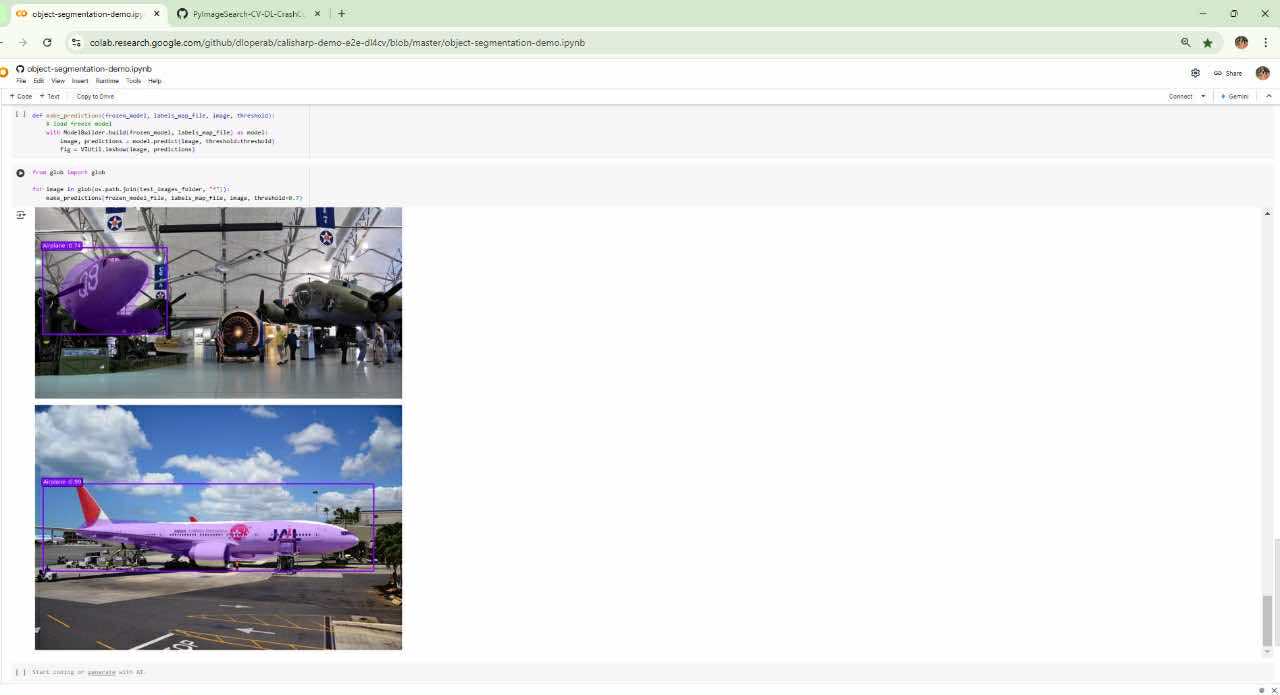 object-segmentation-demo.ipy
PyImageSearch-CV-DL-CrashC
colab.research.google.com/github/dloperab/calisharp-demo-e2e-dl4cv/blob/master/object-segmentation-demo.ipynb
object-segmentation-demo.ipynb
Share
File Edit View Insert Runtime Tools Help
+ Code + Text Copy to Drive
Connect Gemini
[ ] def make_predictions(frozen_model, labels_map_file, image, threshold):
# load freeze model
with ModelBuilder.build(frozen_model, labels_map_file) as model:
image, predictions = model.predict(image, threshold=threshold)
fig = VIUtil.imshow(image, predictions)
from glob import glob
for image in glob(os.path.join(test_images_folder, "*")):
make_predictions(frozen_model_file, labels_map_file, image, threshold=0.7)
Airplane :0.74
Airplane :0.99
JAL
[ ] Start coding or generate with AI.